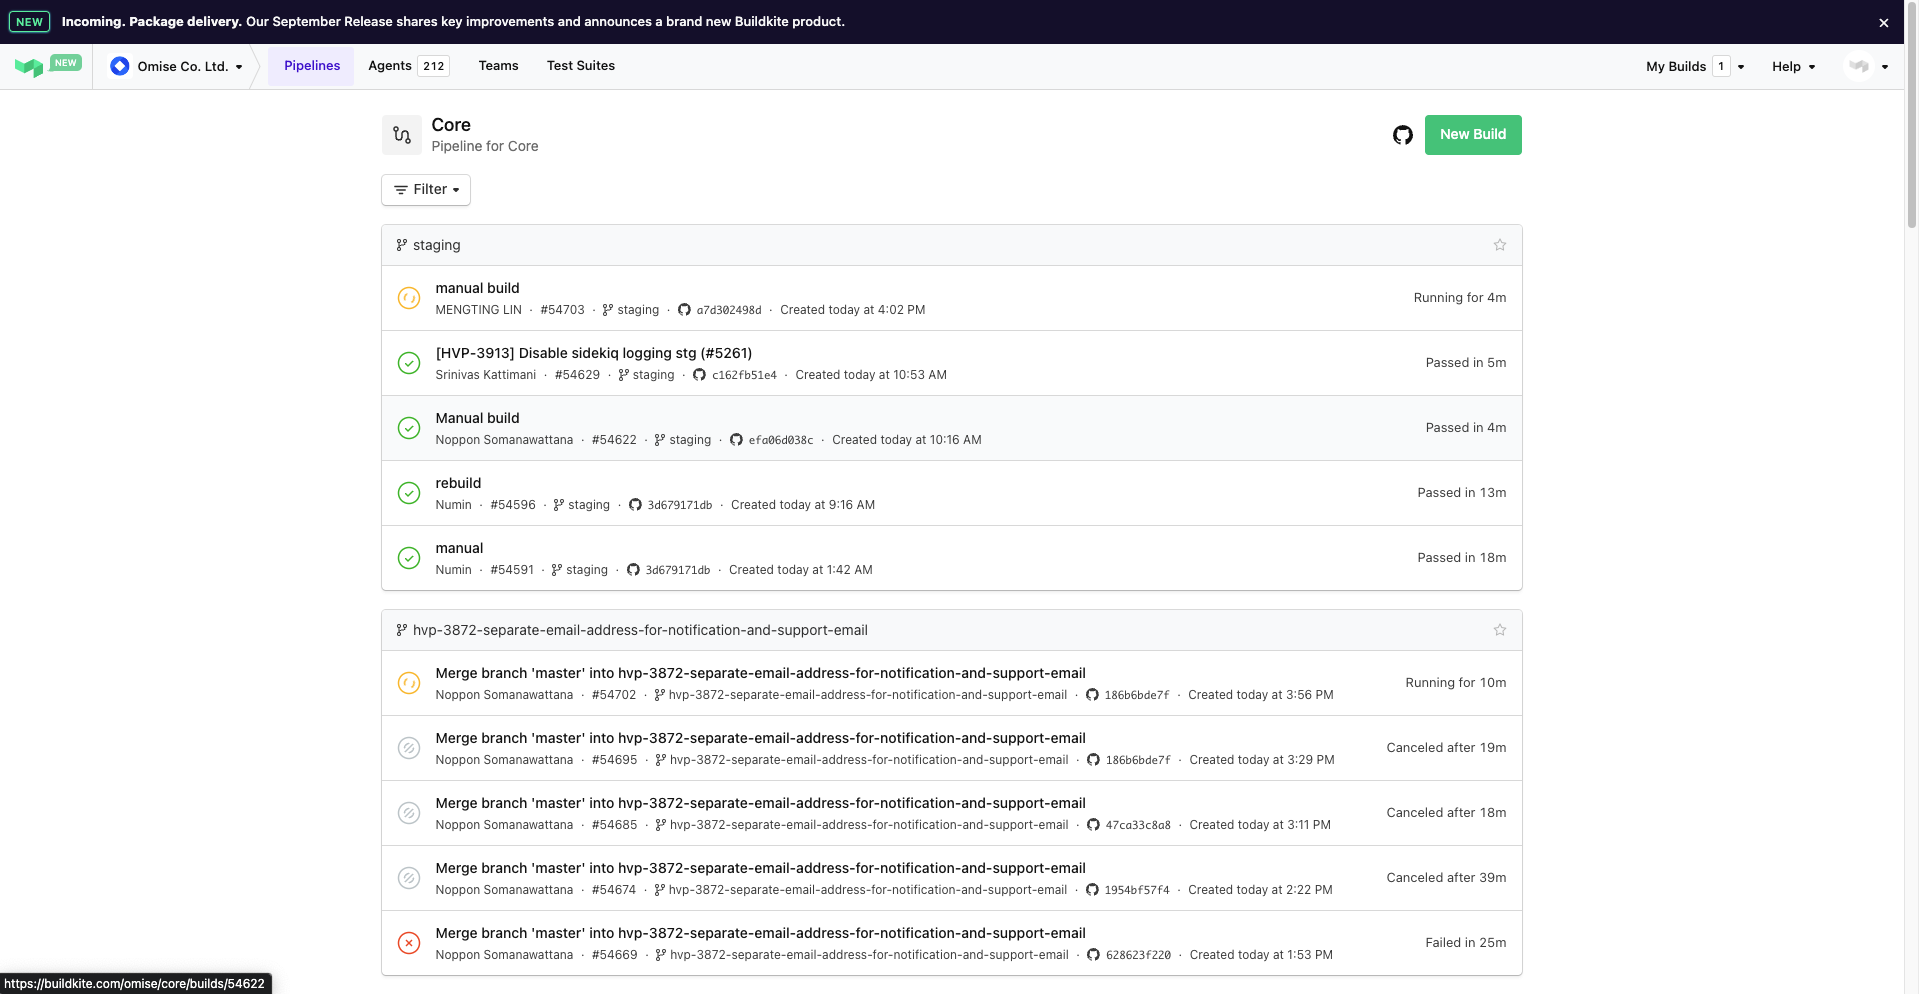 NEW Incoming. Package delivery. Our September Release shares key improvements and announces a brand new Buildkite product.
NEW Omise Co. Ltd. Pipelines Agents 212 Teams Test Suites My Builds 1 Help
Core
Pipeline for Core
New Build
Filter
staging
manual build
MENGTING LIN · #54703 · staging · a7d302498d · Created today at 4:02 PM
Running for 4m
[HVP-3913] Disable sidekiq logging stg (#5261)
Srinivas Kattimani · #54629 · staging · c162fb51e4 · Created today at 10:53 AM
Passed in 5m
Manual build
Noppon Somanawattana · #54622 · staging · efa06d038c · Created today at 10:16 AM
Passed in 4m
rebuild
Numin · #54596 · staging · 3d679171db · Created today at 9:16 AM
Passed in 13m
manual
Numin · #54591 · staging · 3d679171db · Created today at 1:42 AM
Passed in 18m
hvp-3872-separate-email-address-for-notification-and-support-email
Merge branch 'master' into hvp-3872-separate-email-address-for-notification-and-support-email
Noppon Somanawattana · #54702 · hvp-3872-separate-email-address-for-notification-and-support-email · 186b6bde7f · Created today at 3:56 PM
Running for 10m
Merge branch 'master' into hvp-3872-separate-email-address-for-notification-and-support-email
Noppon Somanawattana · #54695 · hvp-3872-separate-email-address-for-notification-and-support-email · 186b6bde7f · Created today at 3:29 PM
Canceled after 19m
Merge branch 'master' into hvp-3872-separate-email-address-for-notification-and-support-email
Noppon Somanawattana · #54685 · hvp-3872-separate-email-address-for-notification-and-support-email · 47ca33c8a8 · Created today at 3:11 PM
Canceled after 18m
Merge branch 'master' into hvp-3872-separate-email-address-for-notification-and-support-email
Noppon Somanawattana · #54674 · hvp-3872-separate-email-address-for-notification-and-support-email · 1954bf57f4 · Created today at 2:22 PM
Canceled after 39m
Merge branch 'master' into hvp-3872-separate-email-address-for-notification-and-support-email
Noppon Somanawattana · #54669 · hvp-3872-separate-email-address-for-notification-and-support-email · 628623f220 · Created today at 1:53 PM
Failed in 25m
https://buildkite.com/omise/core/builds/54622